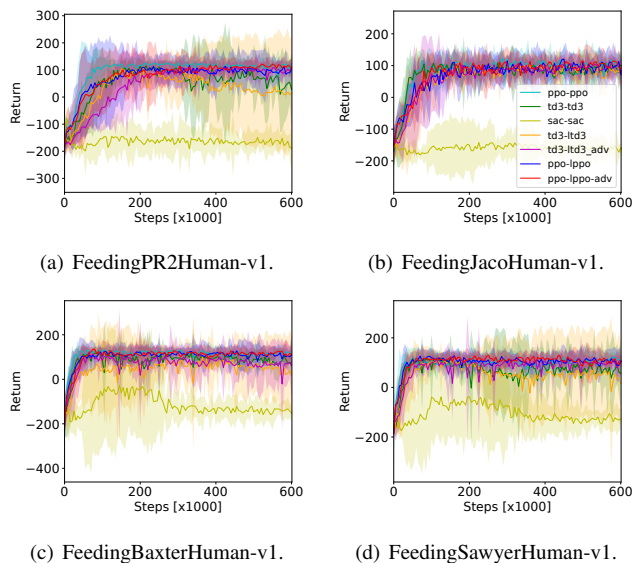 300
200
100
0
−100
−200
−300
Return
0
200
400
600
Steps [x1000]
(a) FeedingPR2Human-v1.
200
100
0
−100
−200
Return
ppo-ppo
td3-td3
sac-sac
td3-ltd3
td3-ltd3_adv
ppo-lppo
ppo-lppo-adv
0
200
400
600
Steps [x1000]
(b) FeedingJacoHuman-v1.
200
0
−200
−400
Return
0
200
400
600
Steps [x1000]
(c) FeedingBaxterHuman-v1.
200
0
−200
Return
0
200
400
600
Steps [x1000]
(d) FeedingSawyerHuman-v1.